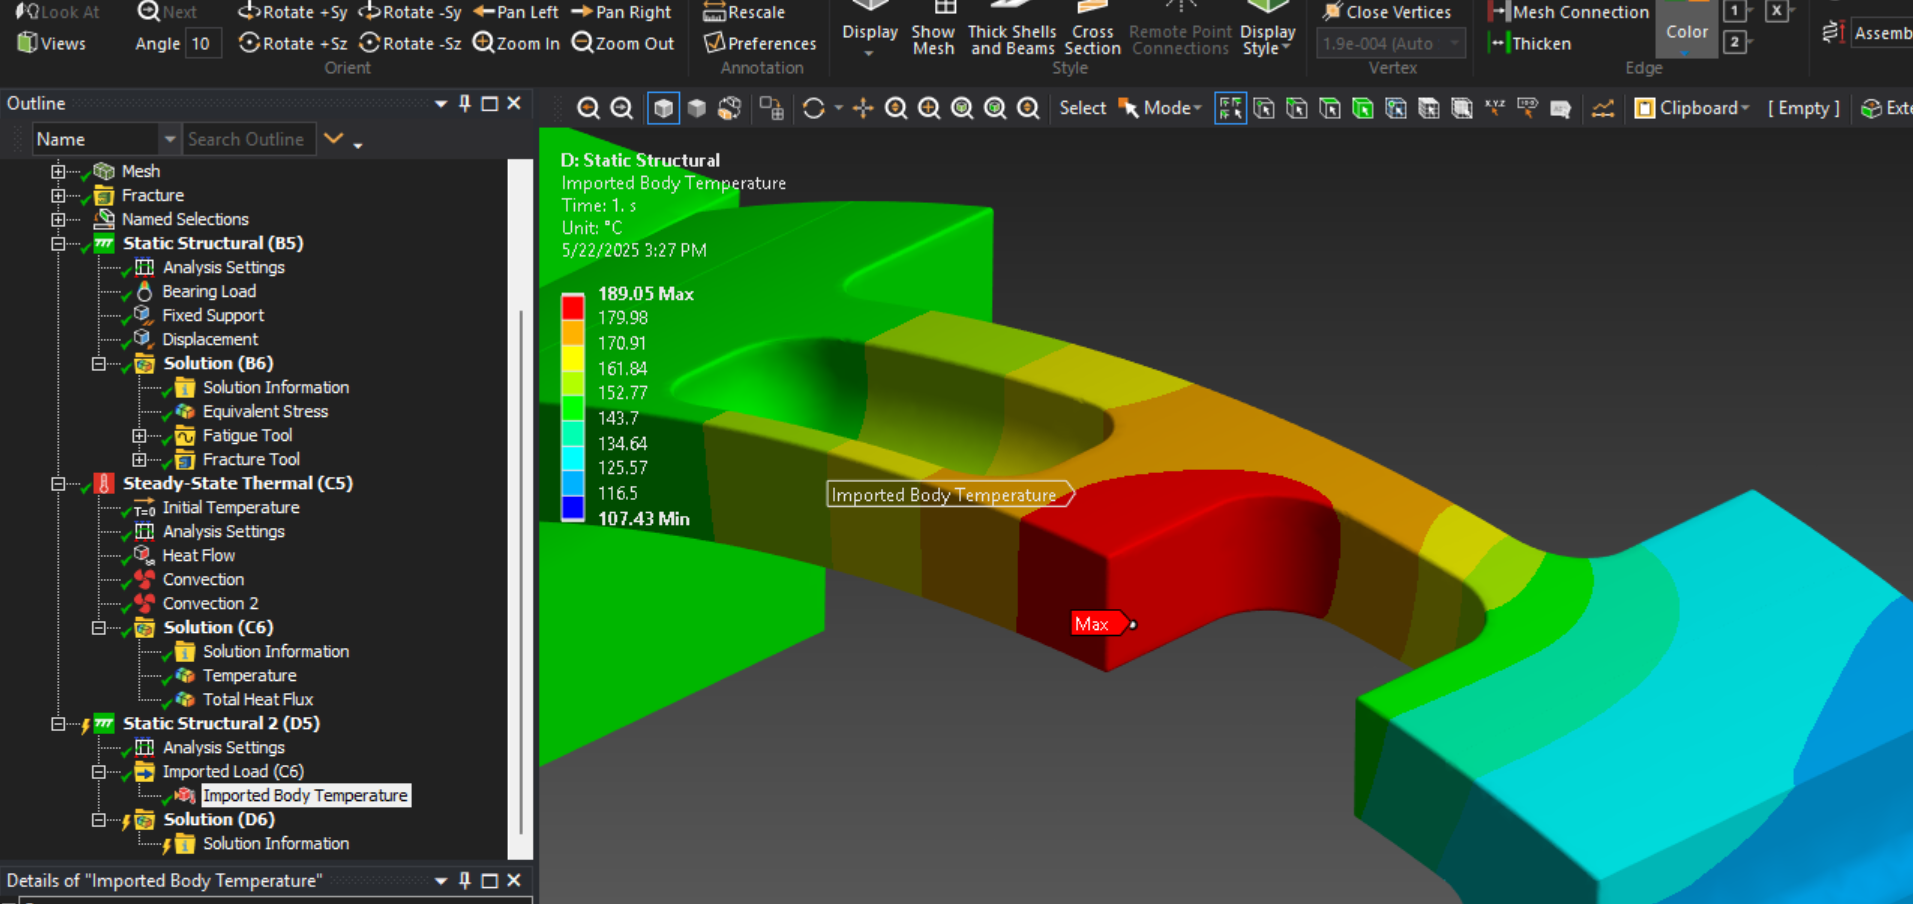 Look At
Next
Rotate +Sy
Rotate -Sy
Pan Left
Pan Right
Rescale
Views
Angle 10
Rotate +Sz
Rotate -Sz
Zoom In
Zoom Out
Preferences
Orient
Annotation
Display
Show Mesh
Thick Shells and Beams
Cross Section
Remote Point Connections
Display Style
Style
Close Vertices
1.9e-004 (Auto
Vertex
Mesh Connection
Thicken
Color
1
X
2
Edge
Assemb
Outline
Name
Search Outline
Select
Mode
Clipboard
[ Empty ]
Exte
Mesh
Fracture
Named Selections
Static Structural (B5)
Analysis Settings
Bearing Load
Fixed Support
Displacement
Solution (B6)
Solution Information
Equivalent Stress
Fatigue Tool
Fracture Tool
Steady-State Thermal (C5)
T=0 Initial Temperature
Analysis Settings
Heat Flow
Convection
Convection 2
Solution (C6)
Solution Information
Temperature
Total Heat Flux
Static Structural 2 (D5)
Analysis Settings
Imported Load (C6)
Imported Body Temperature
Solution (D6)
Solution Information
Details of "Imported Body Temperature"
D: Static Structural
Imported Body Temperature
Time: 1. s
Unit: °C
5/22/2025 3:27 PM
189.05 Max
179.98
170.91
161.84
152.77
143.7
134.64
125.57
116.5
107.43 Min
Imported Body Temperature
Max